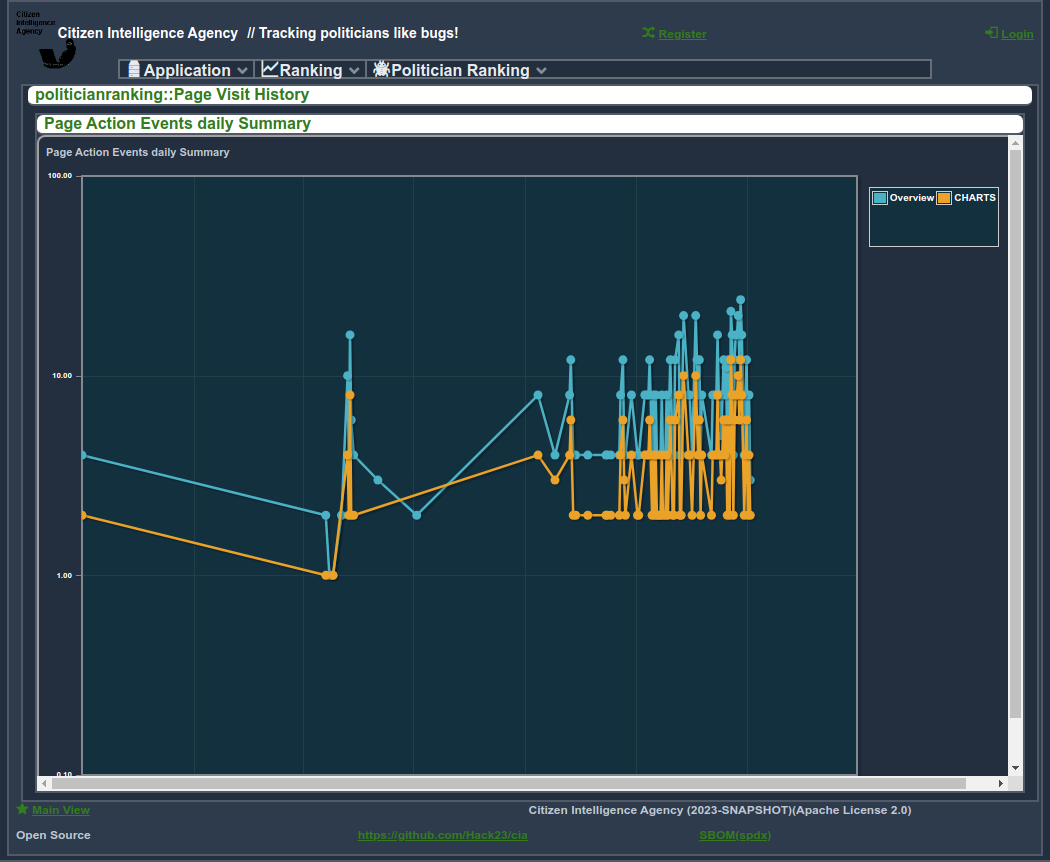 Citizen
Intelligence
Agency
Citizen Intelligence Agency // Tracking politicians like bugs!
Register
Login
Application
Ranking
Politician Ranking
politicianranking::Page Visit History
Page Action Events daily Summary
Page Action Events daily Summary
100.00
Overview
CHARTS
10.00
1.00
0.10
Main View
Citizen Intelligence Agency (2023-SNAPSHOT)(Apache License 2.0)
Open Source
https://github.com/Hack23/cia
SBOM(spdx)